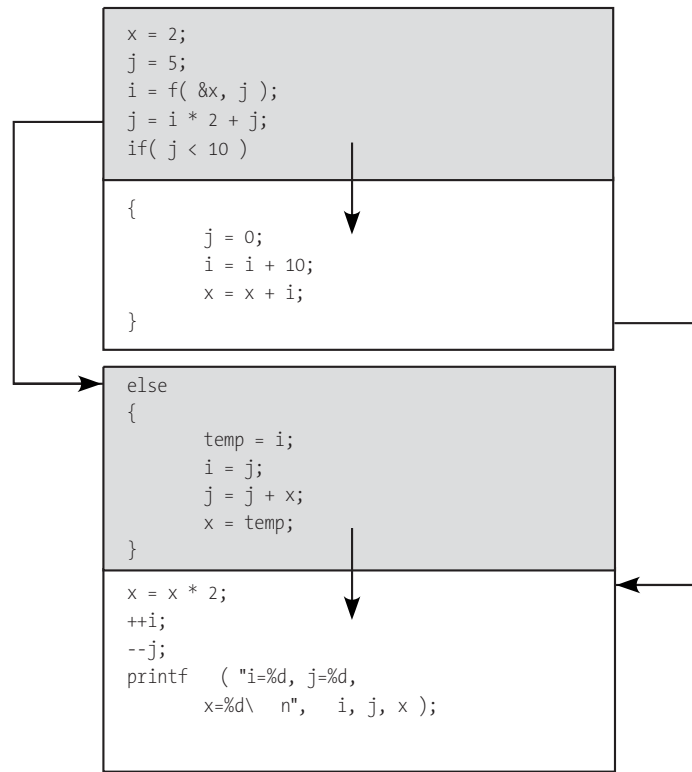 x = 2;
j = 5;
i = f( &x, j );
j = i * 2 + j;
if( j < 10 )
{
j = 0;
i = i + 10;
x = x + i;
}
else
{
temp = i;
i = j;
j = j + x;
x = temp;
}
x = x * 2;
++i;
--j;
printf ( "i=%d, j=%d,
x=%d\ n", i, j, x );